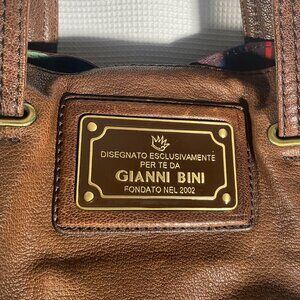 DISEGNATO ESCLUSIVAMENTE
PER TE DA
GIANNI BINI
FONDATO NEL 2002